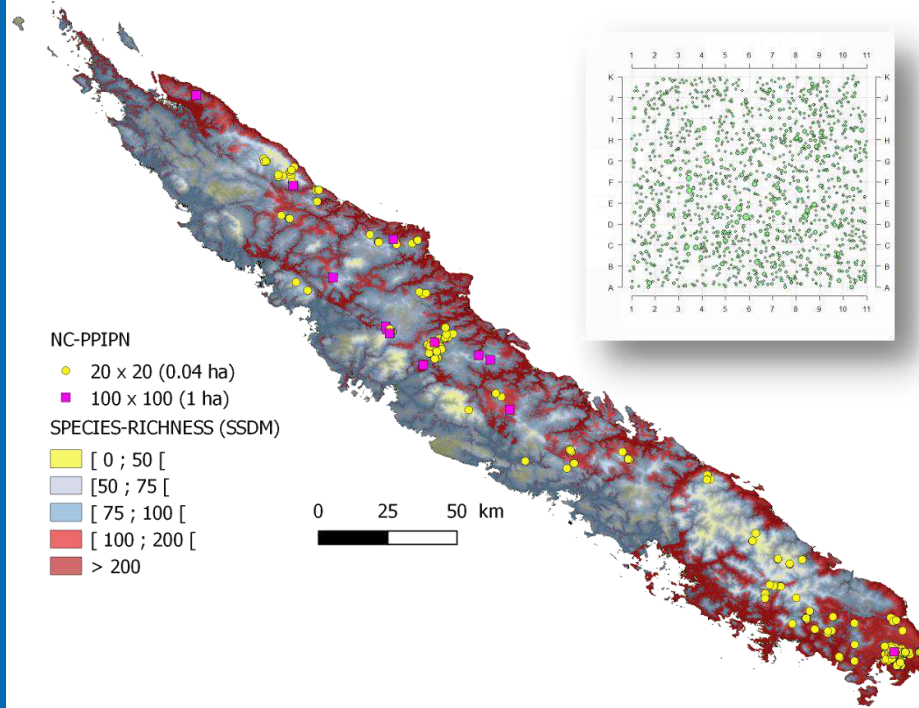 1 2 3 4 5 6 7 8 9 10 11
K K
J J
I I
H H
G G
F F
E E
D D
C C
B B
A A
1 2 3 4 5 6 7 8 9 10 11
NC-PPIPN
20 x 20 (0.04 ha)
100 x 100 (1 ha)
SPECIES-RICHNESS (SSDM)
[ 0 ; 50 [
[50 ; 75 [
[ 75 ; 100 [
[ 100 ; 200 [
> 200
0 25 50 km